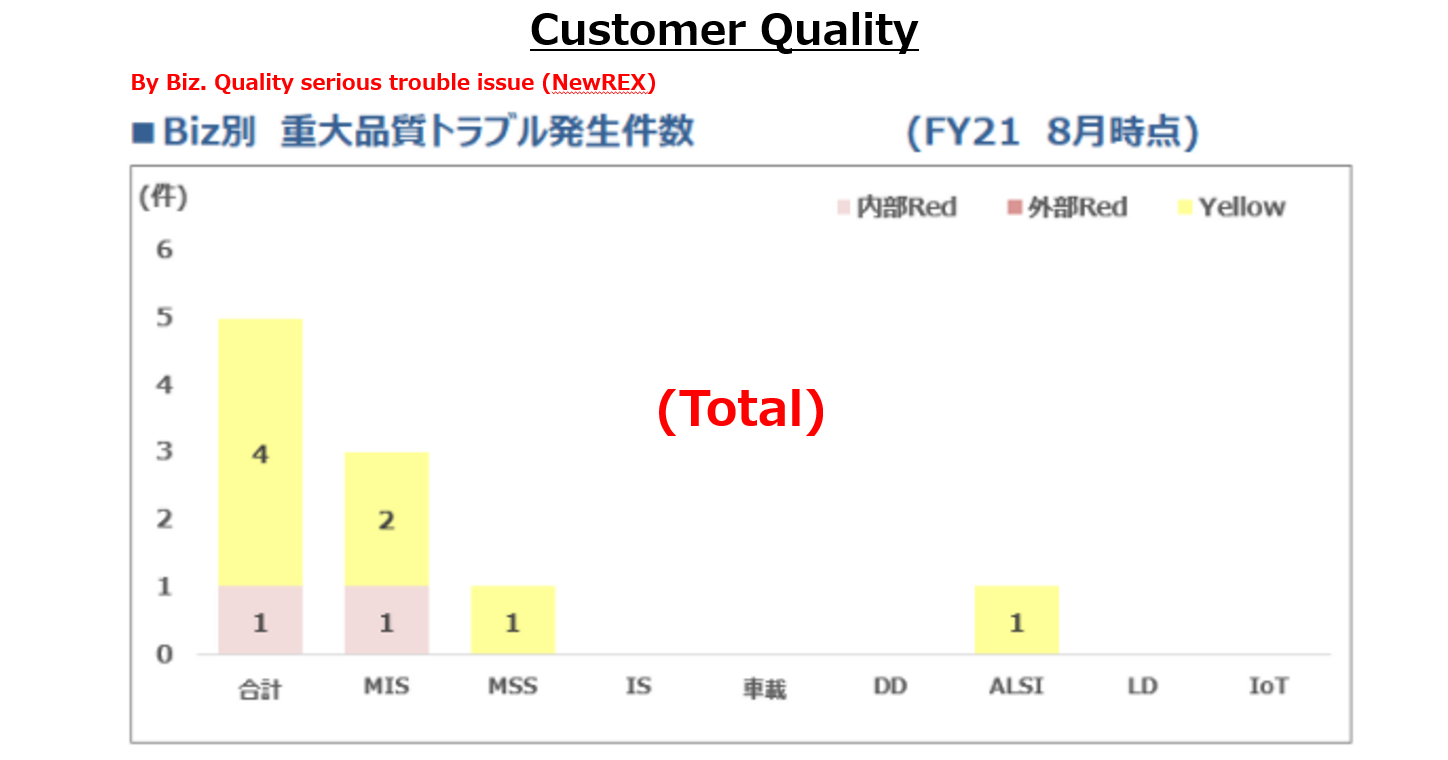 Customer Quality
By Biz. Quality serious trouble issue (NewREX)
■Biz別 重大品質トラブル発生件数 (FY21 8月時点)
(件)
内部Red 外部Red Yellow
6
5
4
3
2
1
0
(Total)
4
2
1 1 1 1
合計 MIS MSS IS 車載 DD ALSI LD IoT